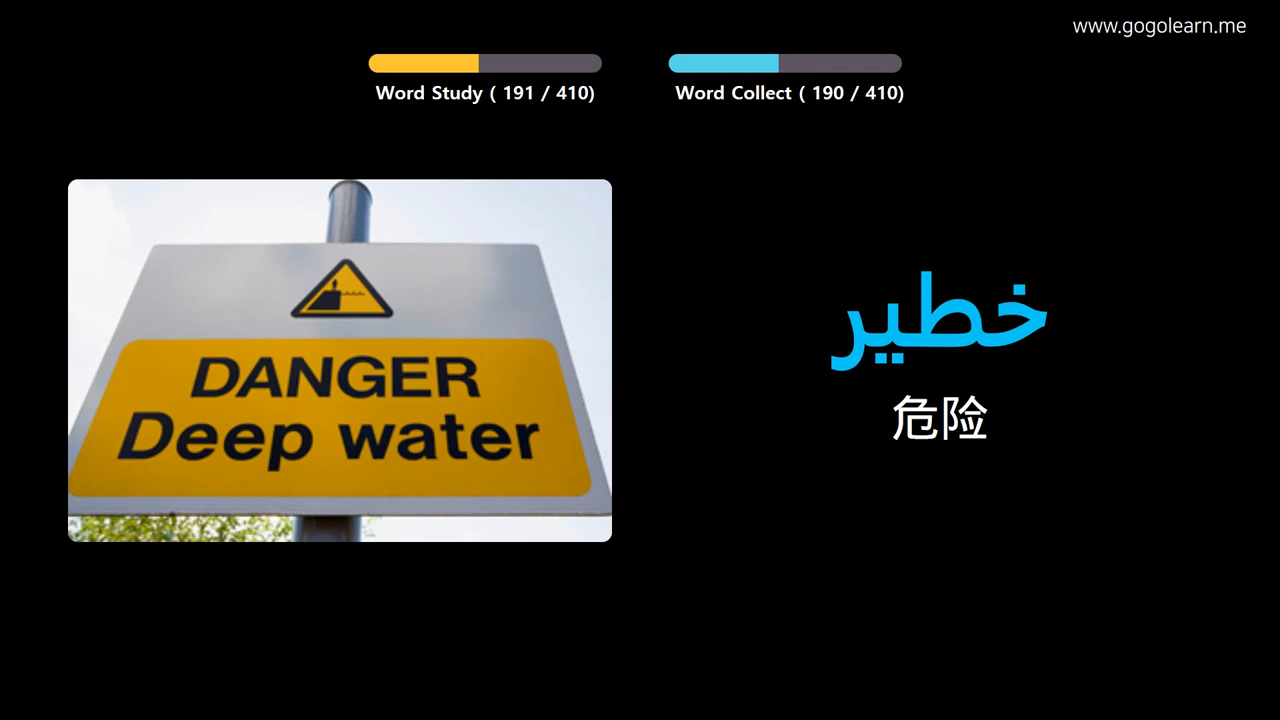 www.gogolearn.me
Word Study ( 191 / 410)
Word Collect ( 190 / 410)
DANGER
Deep water
خطير
危险